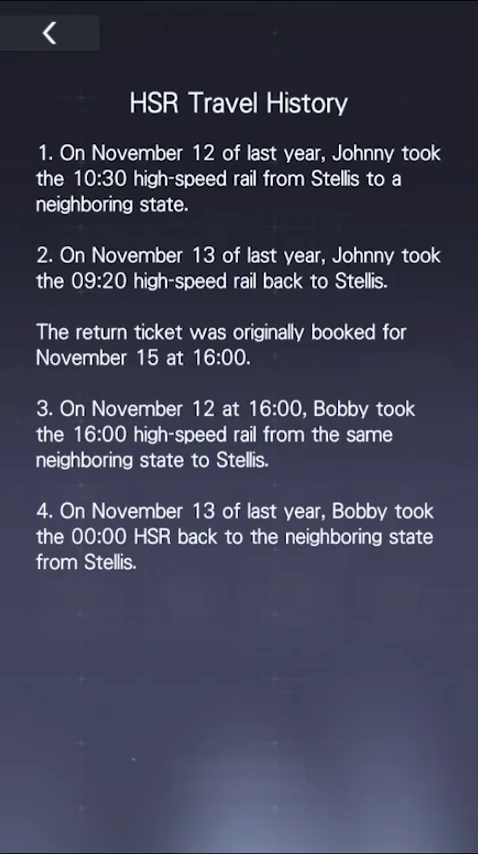 HSR Travel History
1. On November 12 of last year, Johnny took
the 10:30 high-speed rail from Stellis to a
neighboring state.
2. On November 13 of last year, Johnny took
the 09:20 high-speed rail back to Stellis.
The return ticket was originally booked for
November 15 at 16:00.
3. On November 12 at 16:00, Bobby took
the 16:00 high-speed rail from the same
neighboring state to Stellis.
4. On November 13 of last year, Bobby took
the 00:00 HSR back to the neighboring state
from Stellis.